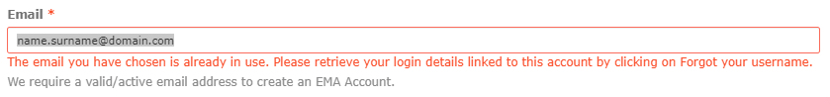 Email *
name.surname@domain.com
The email you have chosen is already in use. Please retrieve your login details linked to this account by clicking on Forgot your username.
We require a valid/active email address to create an EMA Account.